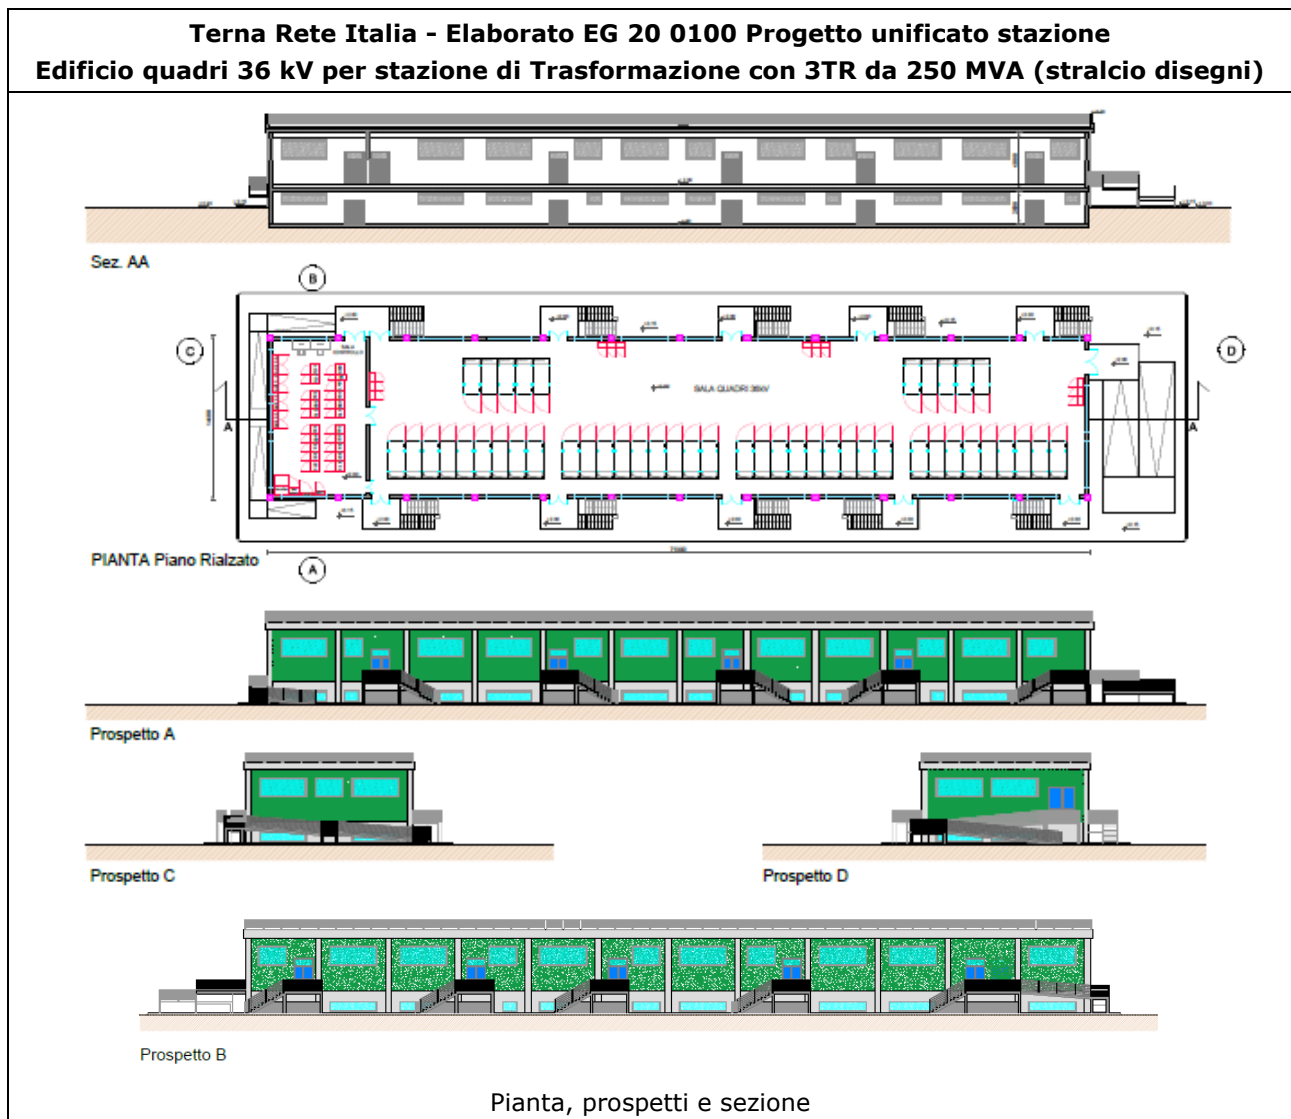 Terna Rete Italia - Elaborato EG 20 0100 Progetto unificato stazione
Edificio quadri 36 kV per stazione di Trasformazione con 3TR da 250 MVA (stralcio disegni)
Sez. AA
B
C
D
SALA
CONTROLLO
SALA QUADRI 36kV
A
A
PIANTA Piano Rialzato
A
Prospetto A
Prospetto C
Prospetto D
Prospetto B
Pianta, prospetti e sezione